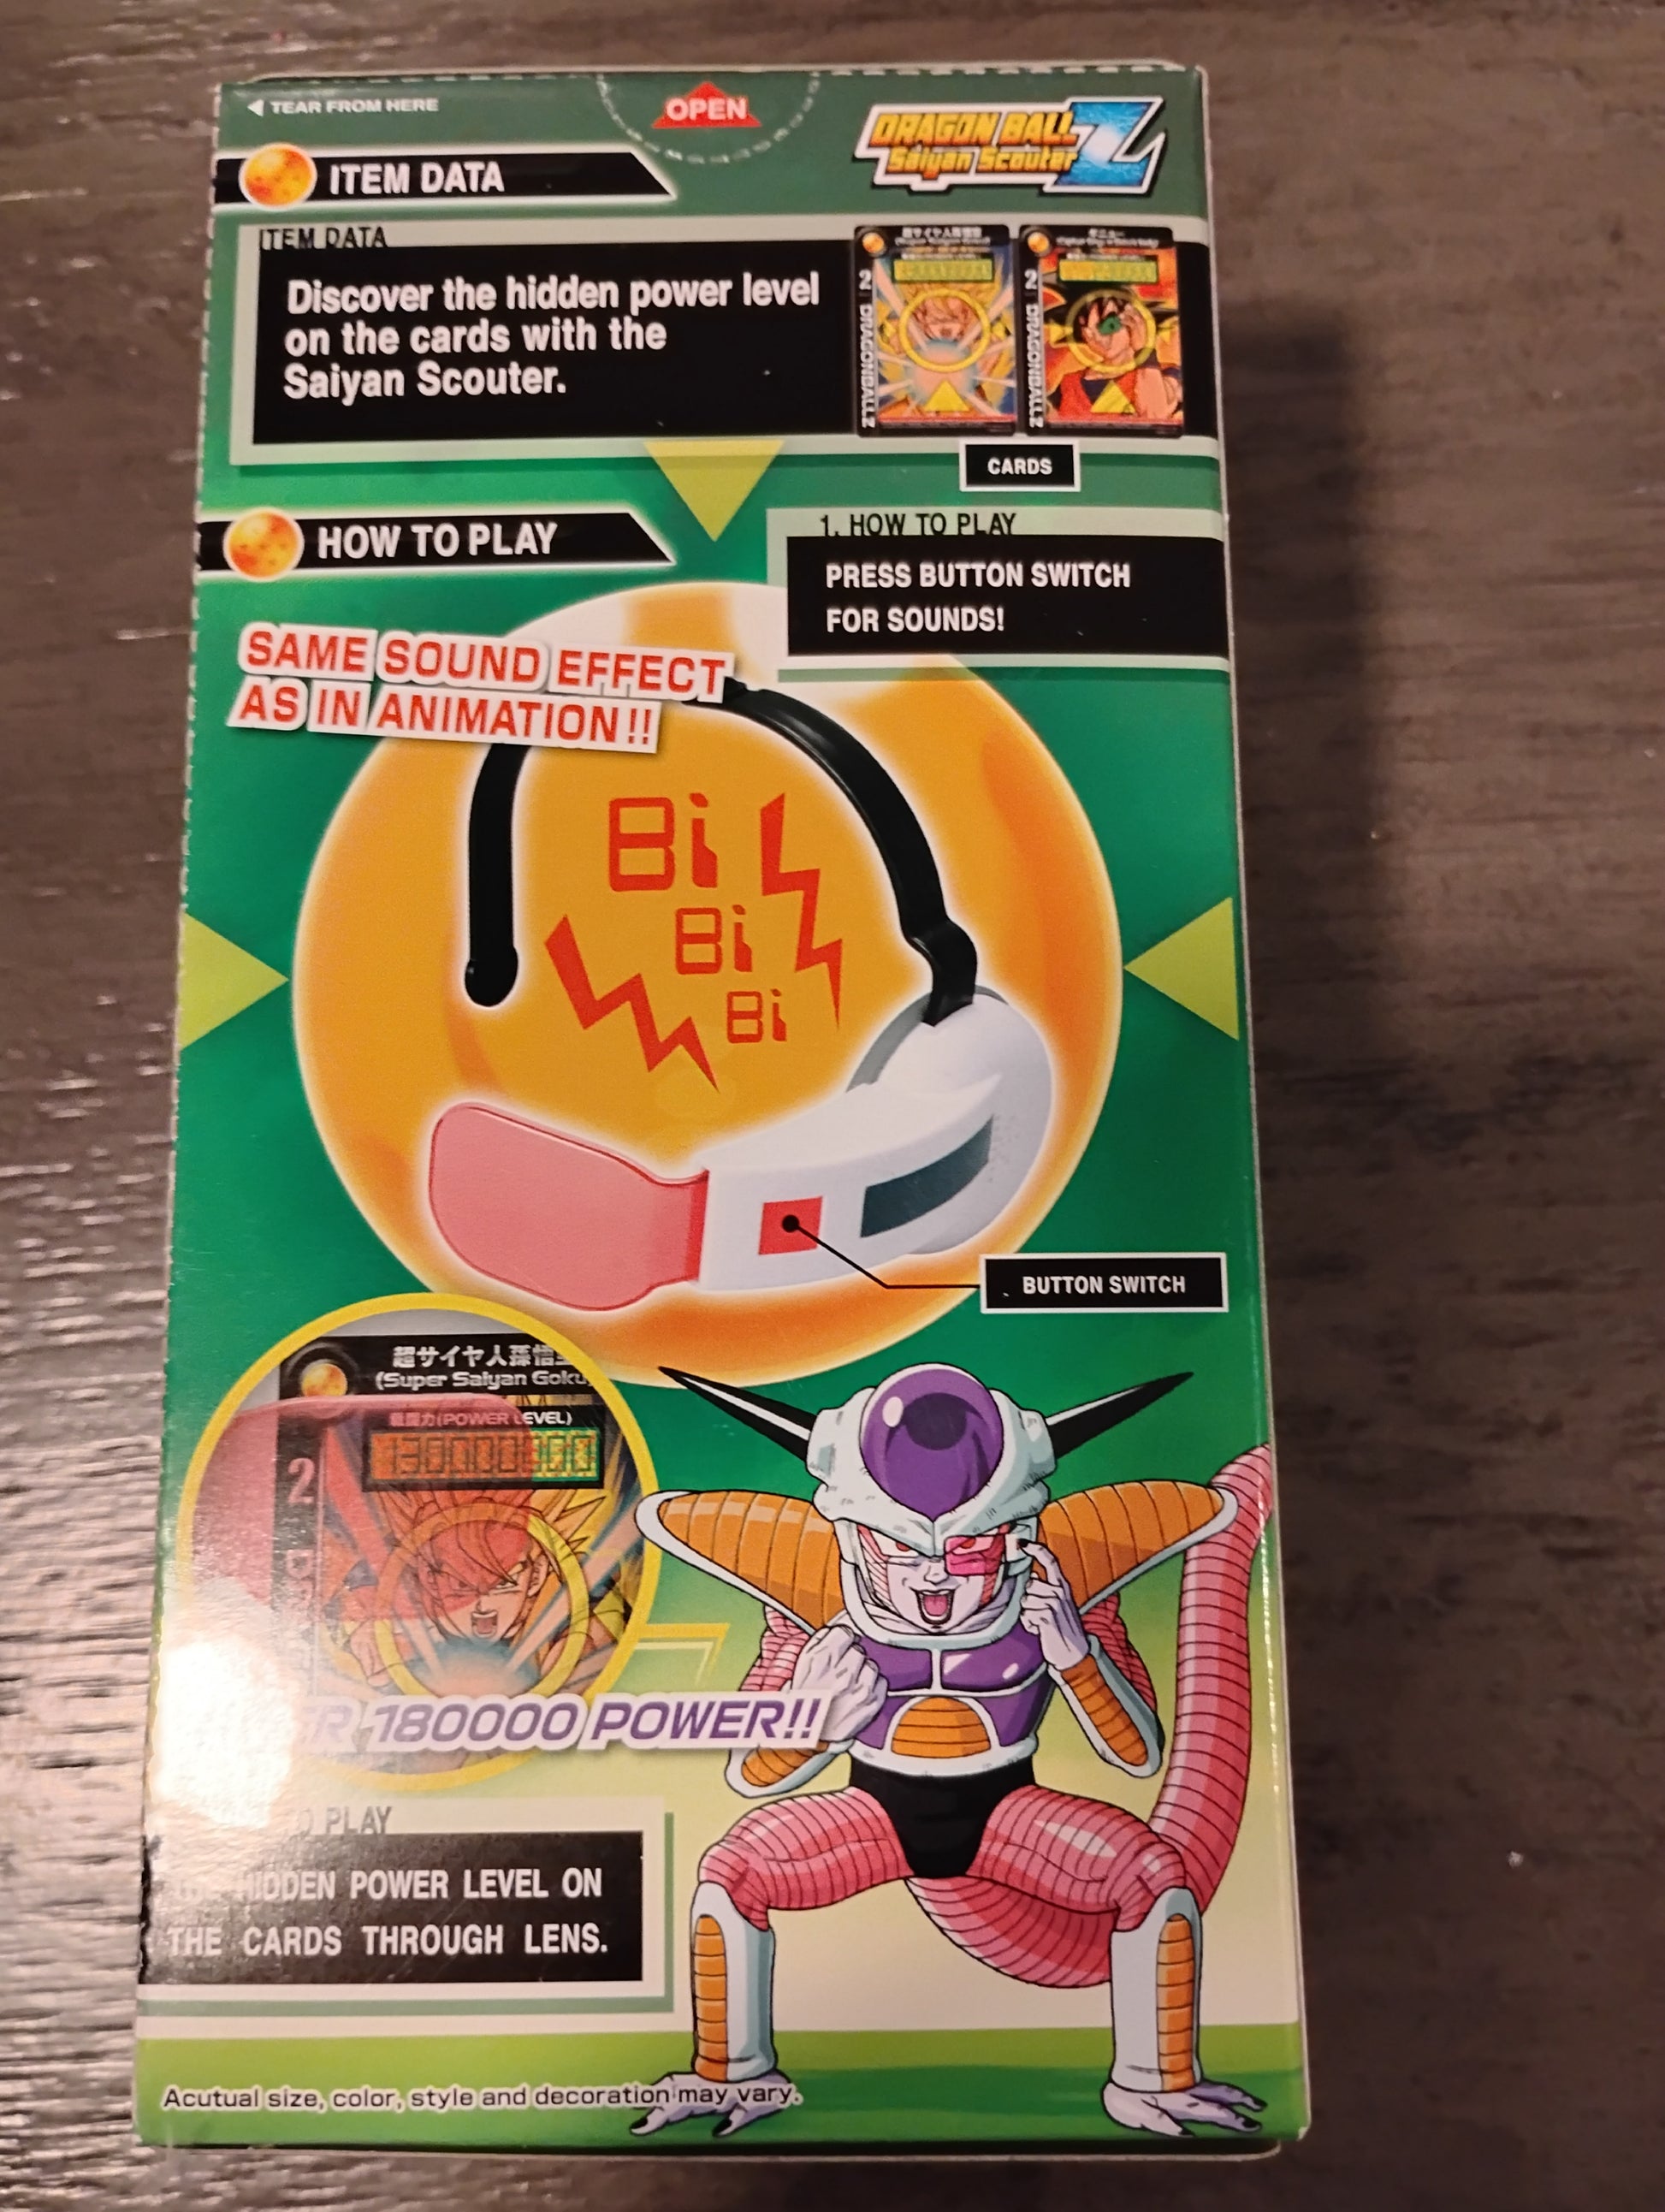 TEAR FROM HERE
OPEN
DRAGON BALL Z
Saiyan Scouter
ITEM DATA
ITEM DATA
Discover the hidden power level
on the cards with the
Saiyan Scouter.
2 DRAGONBALL Z
2 DRAGONBALL Z
CARDS
HOW TO PLAY
1. HOW TO PLAY
PRESS BUTTON SWITCH
FOR SOUNDS!
SAME SOUND EFFECT
AS IN ANIMATION!!
Bi
Bi
Bi
BUTTON SWITCH
超サイヤ人孫悟
(Super Saiyan Goku
戦闘力(POWER LEVEL)
2
180000 POWER!!
PLAY
HIDDEN POWER LEVEL ON
THE CARDS THROUGH LENS.
Acutual size, color, style and decoration may vary.